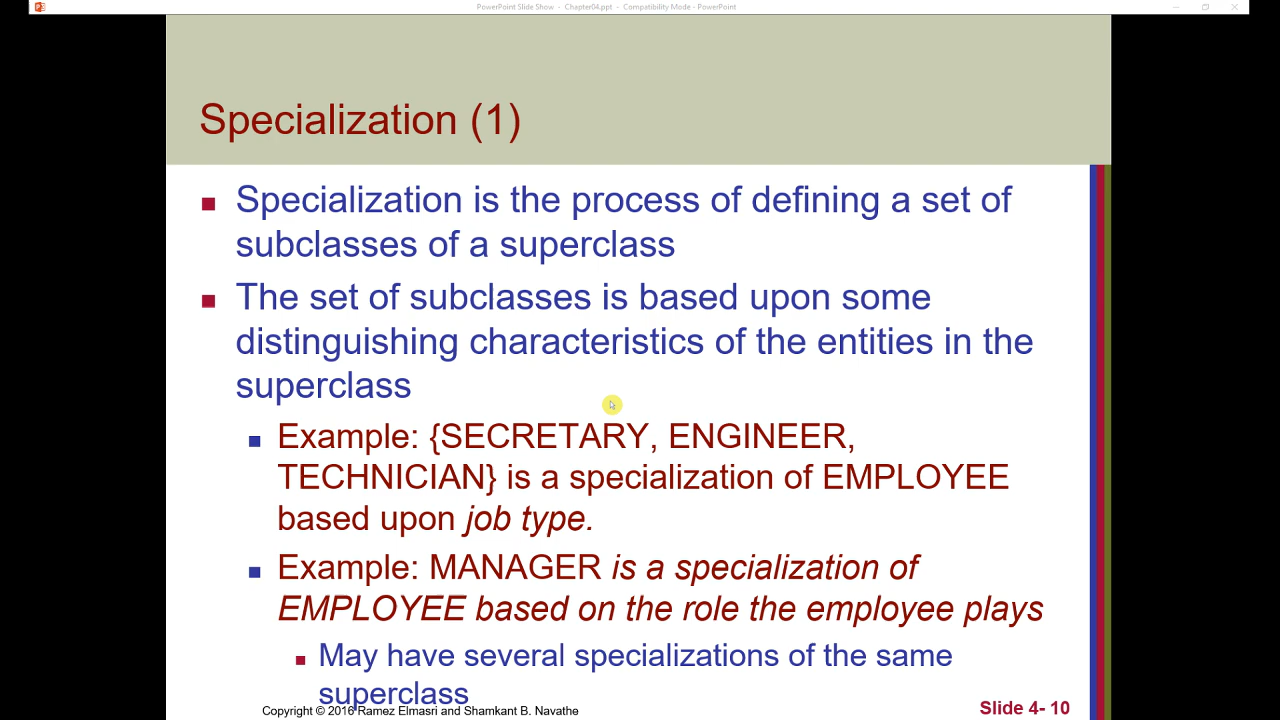 PowerPoint Slide Show - Chapter04.ppt - Compatibility Mode - PowerPoint
Specialization (1)
Specialization is the process of defining a set of
subclasses of a superclass
The set of subclasses is based upon some
distinguishing characteristics of the entities in the
superclass
Example: {SECRETARY, ENGINEER,
TECHNICIAN} is a specialization of EMPLOYEE
based upon job type.
Example: MANAGER is a specialization of
EMPLOYEE based on the role the employee plays
May have several specializations of the same
superclass
Copyright © 2016 Ramez Elmasri and Shamkant B. Navathe
Slide 4- 10